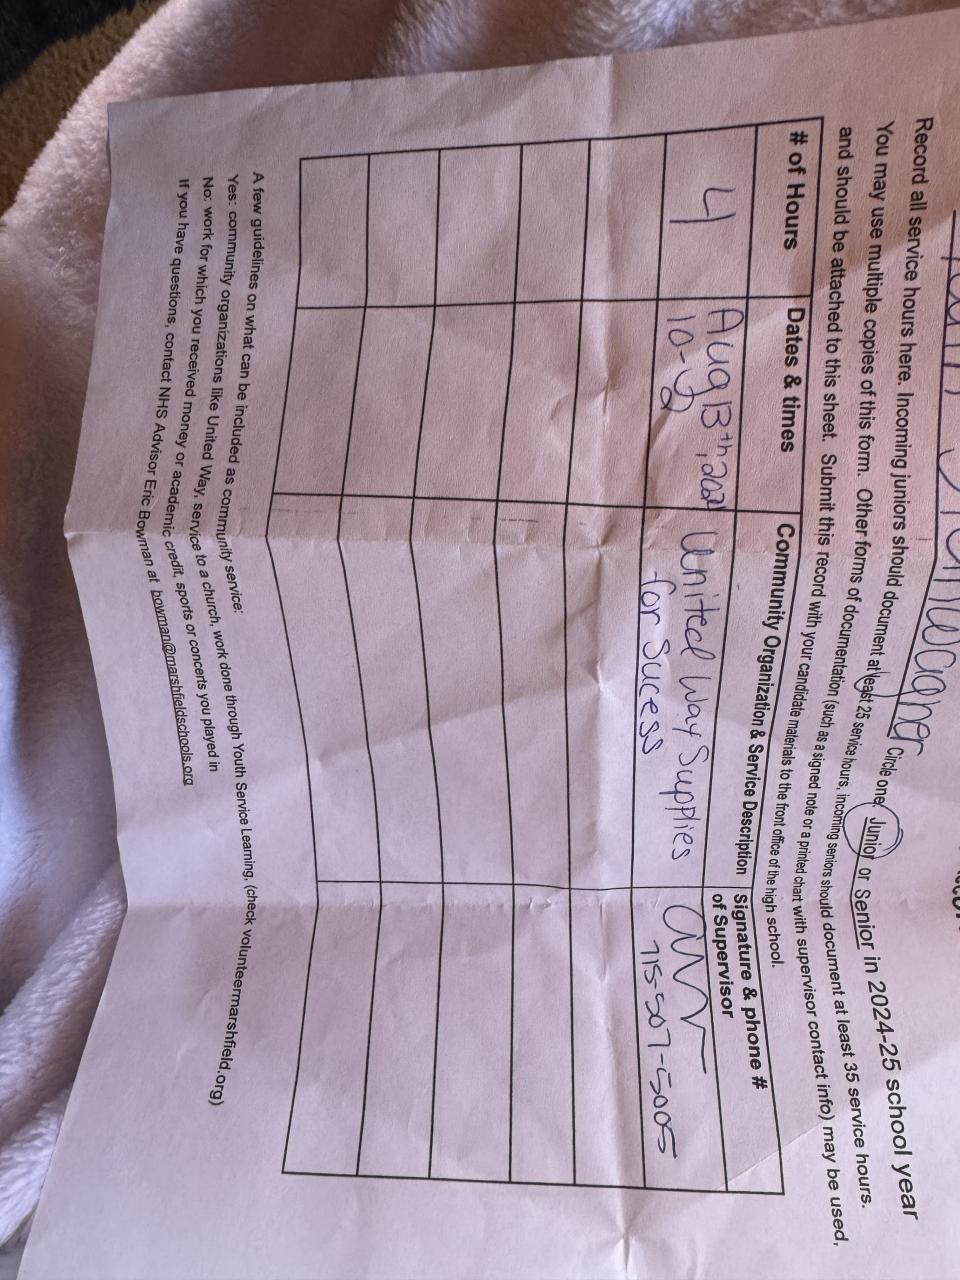 Circle one: Junior or Senior in 2024-25 school year
Record all service hours here. Incoming juniors should document at least 25 service hours, incoming seniors should document at least 35 service hours.
You may use multiple copies of this form. Other forms of documentation (such as a signed note or a printed chart with supervisor contact info) may be used,
and should be attached to this sheet. Submit this record with your candidate materials to the front office of the high school.
# of Hours
Dates & times
Community Organization & Service Description
Signature & phone #
of Supervisor
4
Aug 13th, 2024
10-2
United Way Supplies
for Sucess
715-507-5005
A few guidelines on what can be included as community service:
Yes: community organizations like United Way, service to a church, work done through Youth Service Learning, (check volunteermarshfield.org)
No: work for which you received money or academic credit, sports or concerts you played in
If you have questions, contact NHS Advisor Eric Bowman at bowman@marshfieldschools.org